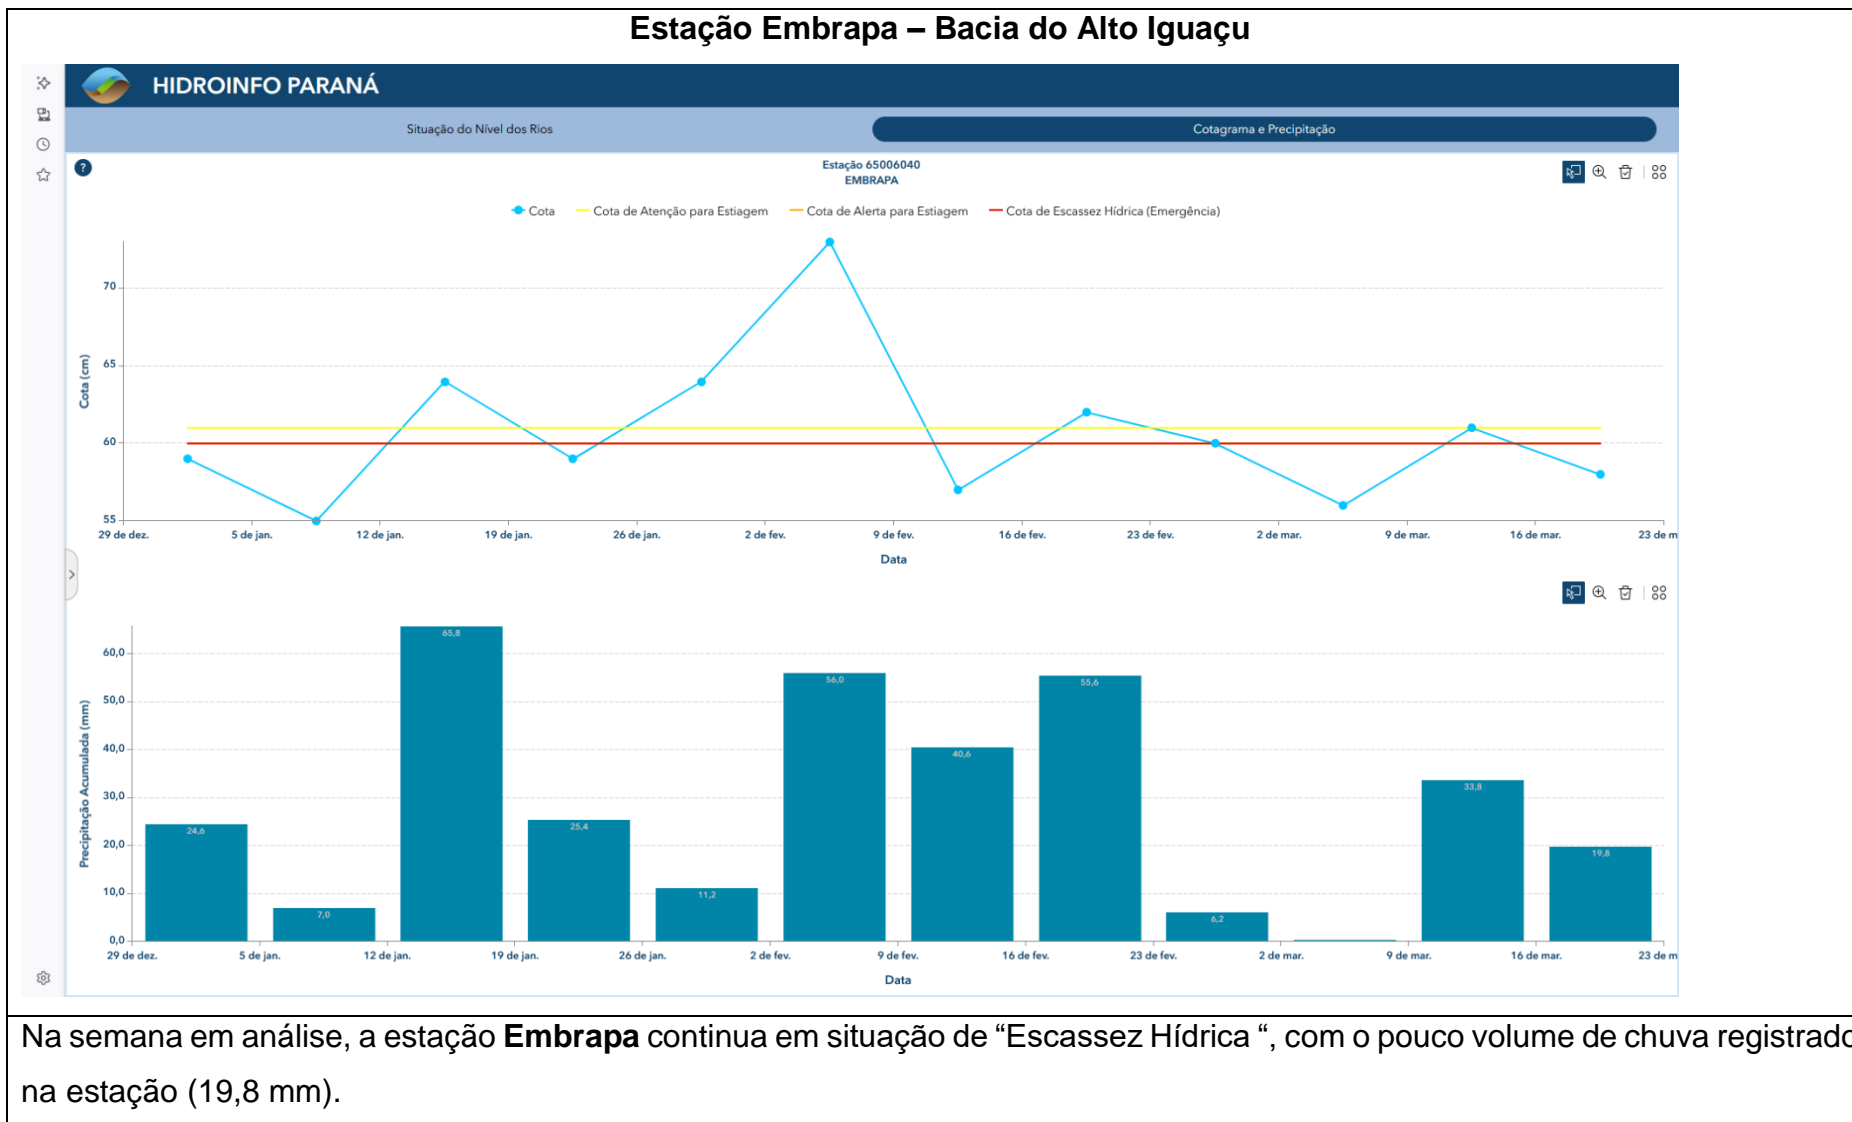 Estação Embrapa – Bacia do Alto Iguaçu
HIDROINFO PARANÁ
Situação do Nível dos Rios
Cotagrama e Precipitação
?
Estação 65006040
EMBRAPA
Cota
Cota de Atenção para Estiagem
Cota de Alerta para Estiagem
Cota de Escassez Hídrica (Emergência)
Cota (cm)
70
65
60
55
29 de dez.
5 de jan.
12 de jan.
19 de jan.
26 de jan.
2 de fev.
9 de fev.
16 de fev.
23 de fev.
2 de mar.
9 de mar.
16 de mar.
23 de m
Data
Precipitação Acumulada (mm)
60,0
50,0
40,0
30,0
20,0
10,0
0,0
24,6
7,0
65,8
25,4
11,2
56,0
40,6
55,6
6,2
33,8
19,8
29 de dez.
5 de jan.
12 de jan.
19 de jan.
26 de jan.
2 de fev.
9 de fev.
16 de fev.
23 de fev.
2 de mar.
9 de mar.
16 de mar.
23 de m
Data
Na semana em análise, a estação Embrapa continua em situação de “Escassez Hídrica “, com o pouco volume de chuva registrado
na estação (19,8 mm).